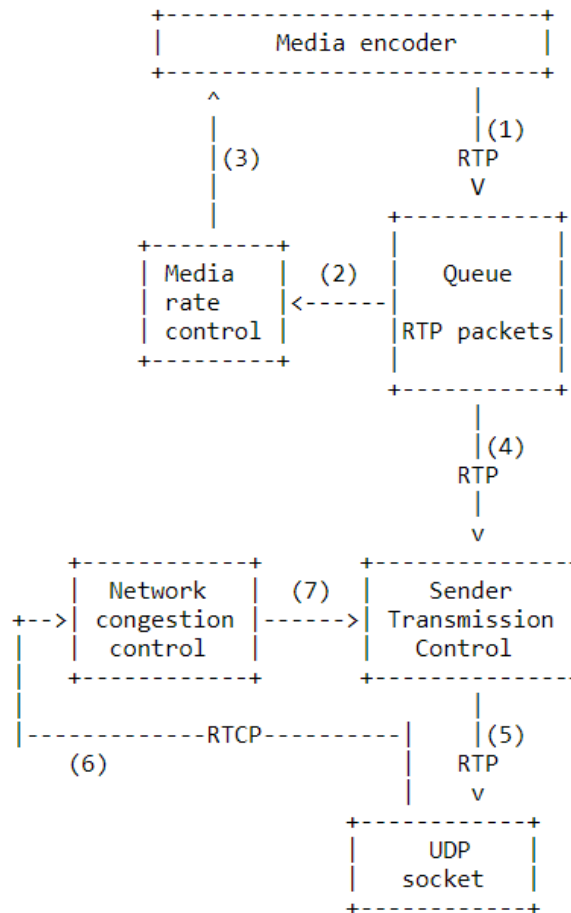 Media encoder
(1)
(3)
RTP
Media
rate
control
(2)
Queue
RTP packets
(4)
RTP
Network
congestion
control
(7)
Sender
Transmission
Control
RTCP
(6)
(5)
RTP
UDP
socket